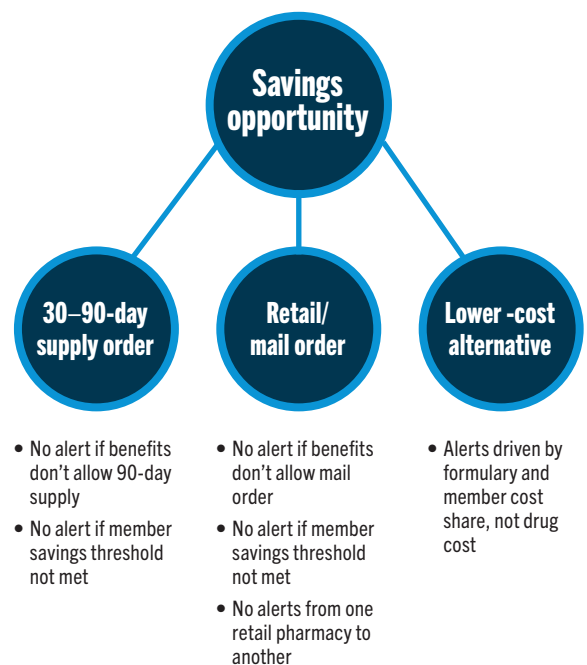 Savings
opportunity
30–90-day
supply order
Retail/
mail order
Lower -cost
alternative
• No alert if benefits
don't allow 90-day
supply
• No alert if member
savings threshold
not met
• No alert if benefits
don't allow mail
order
• No alert if member
savings threshold
not met
• No alerts from one
retail pharmacy to
another
• Alerts driven by
formulary and
member cost
share, not drug
cost